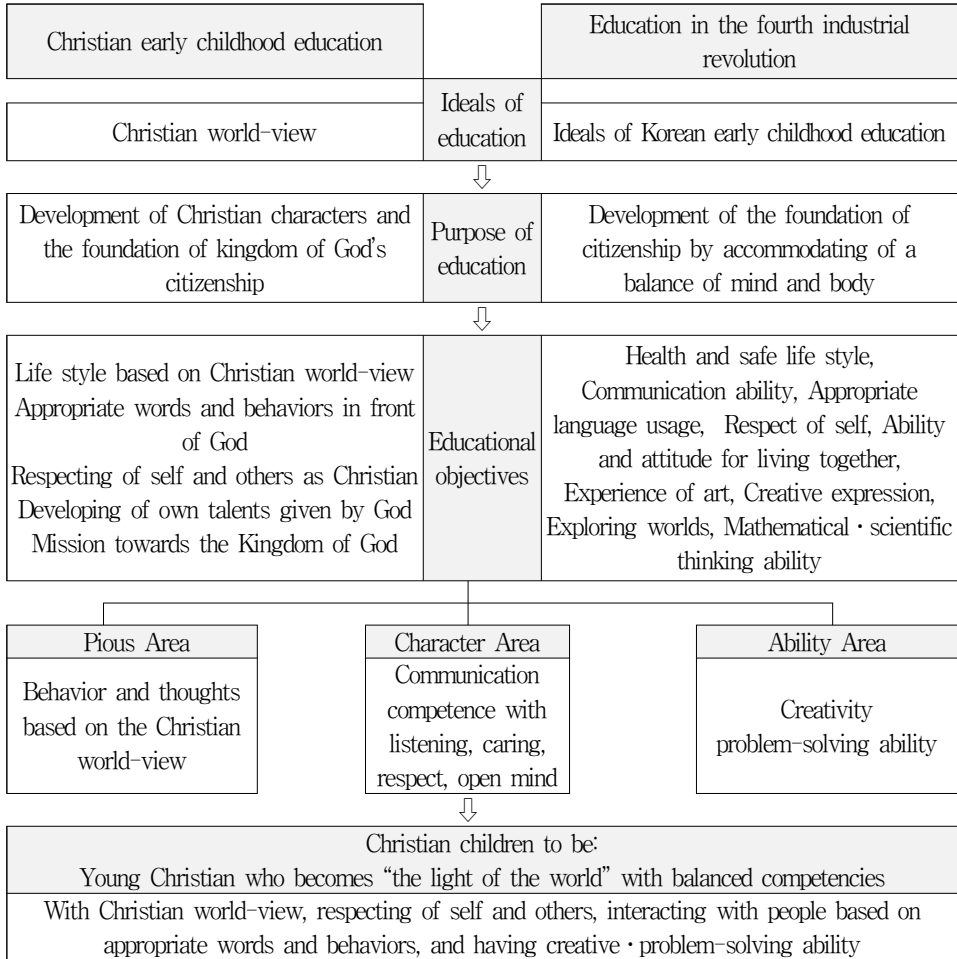 Christian early childhood education
Education in the fourth industrial
revolution
Ideals of
education
Christian world-view
Ideals of Korean early childhood education
Development of Christian characters and
the foundation of kingdom of God's
citizenship
Purpose of
education
Development of the foundation of
citizenship by accommodating of a
balance of mind and body
Life style based on Christian world-view
Appropriate words and behaviors in front
of God
Respecting of self and others as Christian
Developing of own talents given by God
Mission towards the Kingdom of God
Educational
objectives
Health and safe life style,
Communication ability, Appropriate
language usage, Respect of self, Ability
and attitude for living together,
Experience of art, Creative expression,
Exploring worlds, Mathematical · scientific
thinking ability
Pious Area
Behavior and thoughts
based on the Christian
world-view
Character Area
Communication
competence with
listening, caring,
respect, open mind
Ability Area
Creativity
problem-solving ability
Christian children to be:
Young Christian who becomes “the light of the world” with balanced competencies
With Christian world-view, respecting of self and others, interacting with people based on
appropriate words and behaviors, and having creative · problem-solving ability